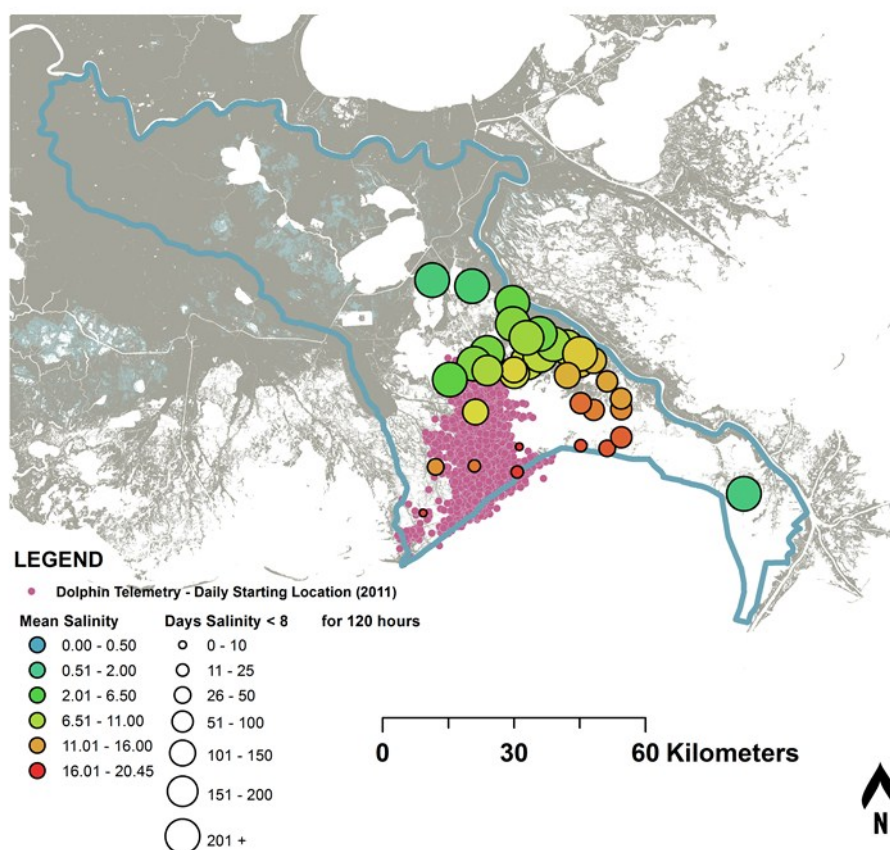 LEGEND
Dolphin Telemetry - Daily Starting Location (2011)
Mean Salinity Days Salinity < 8 for 120 hours
0.00 - 0.50 0 - 10
0.51 - 2.00 11 - 25
2.01 - 6.50 26 - 50
6.51 - 11.00 51 - 100
11.01 - 16.00 101 - 150
16.01 - 20.45 151 - 200
201 +
0 30 60 Kilometers
N